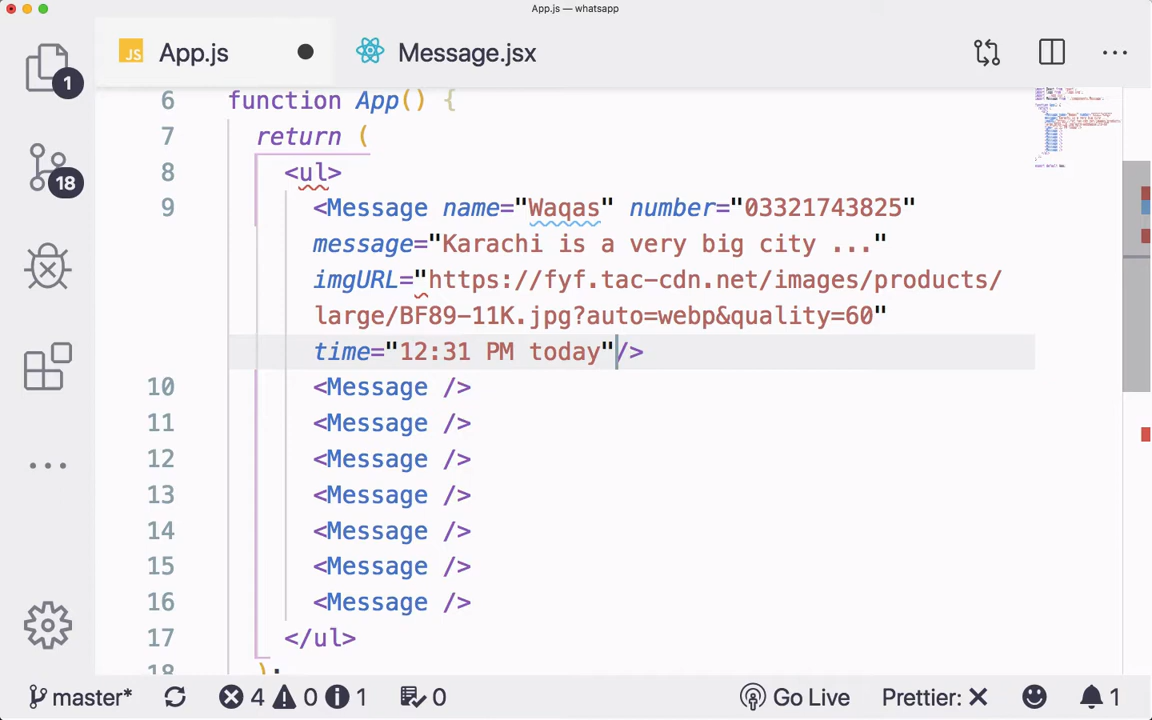 App.js — whatsapp
JS App.js ● Message.jsx ...
1
18
6 function App() {
7 return (
8 <ul>
9 <Message name="Waqas" number="03321743825"
message="Karachi is a very big city ..."
imgURL="https://fyf.tac-cdn.net/images/products/
large/BF89-11K.jpg?auto=webp&quality=60"
time="12:31 PM today"/>
10 <Message />
11 <Message />
12 <Message />
13 <Message />
14 <Message />
15 <Message />
16 <Message />
17 </ul>
18 );
master* 4 0 1 0 Go Live Prettier: ✕ 1